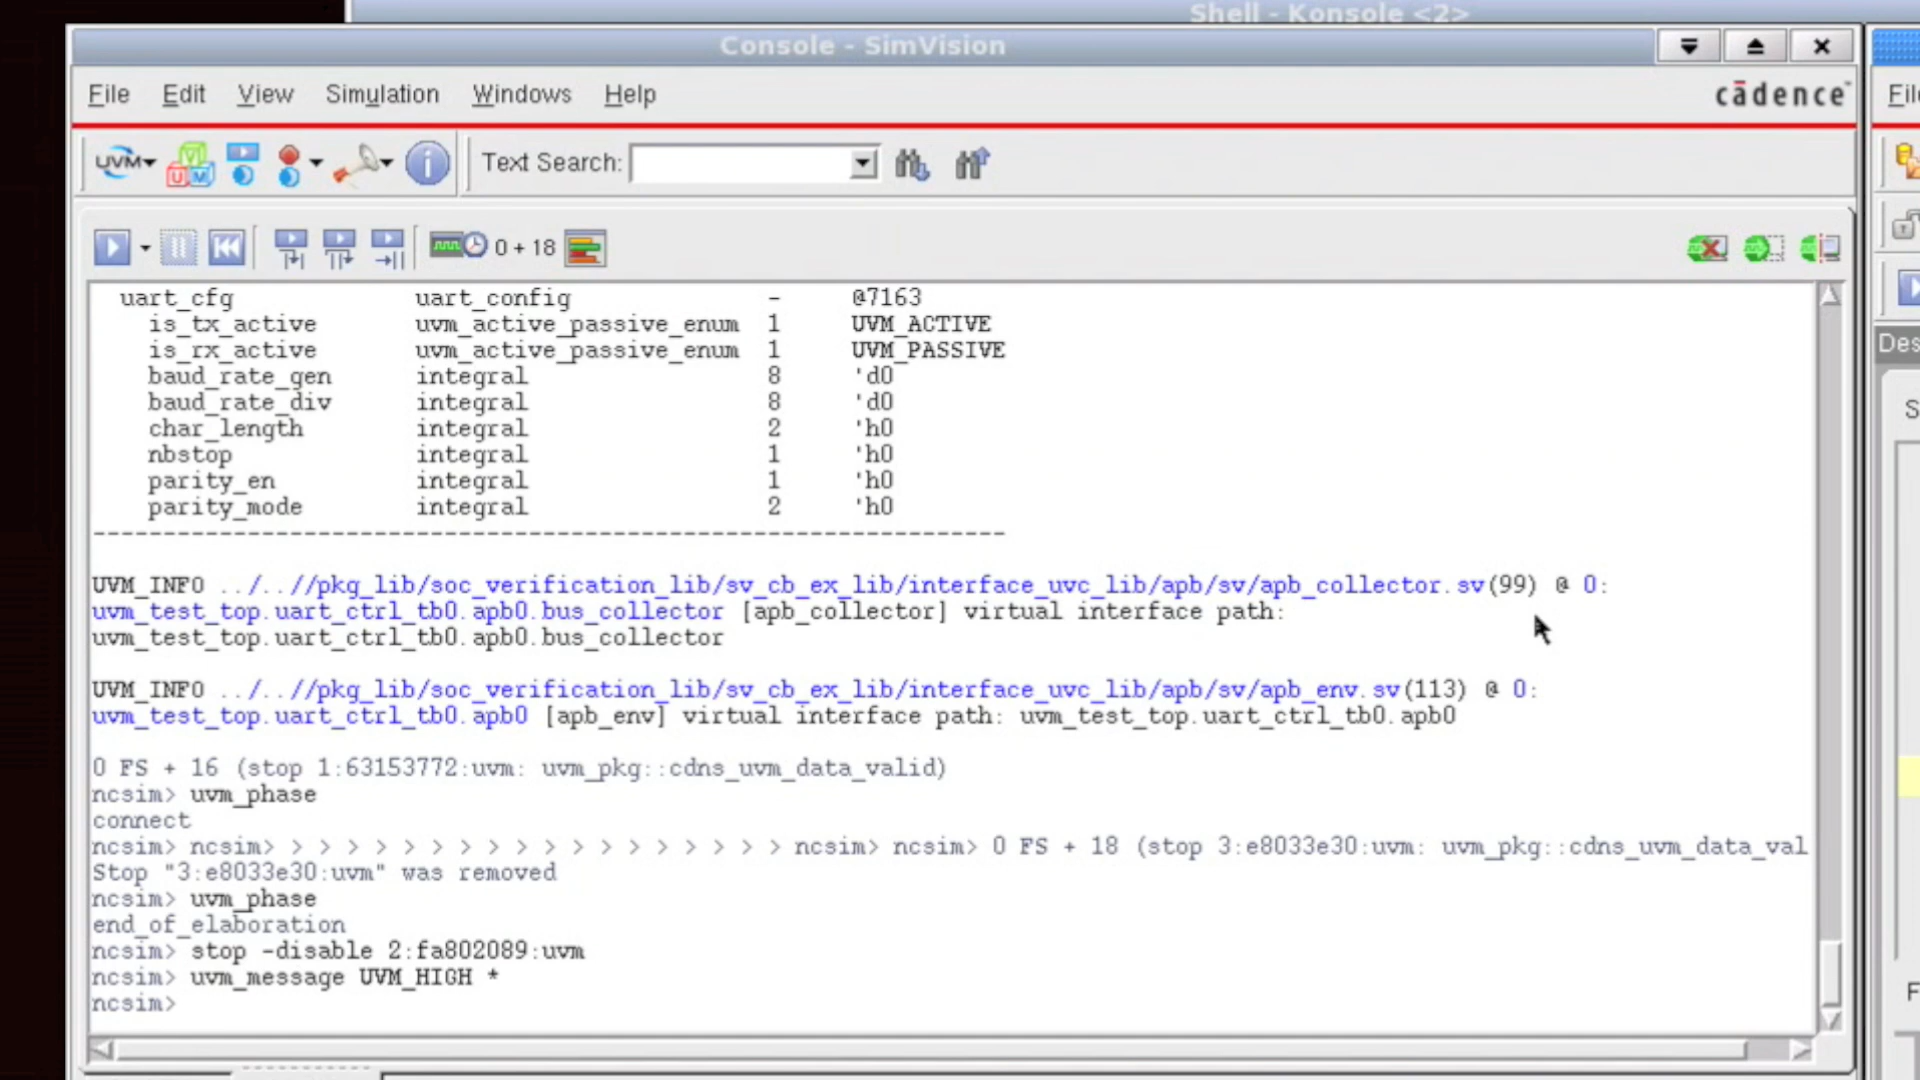 Shell - Konsole <2>
Console - SimVision
File Edit View Simulation Windows Help cādence
UVM Text Search:
0 + 18
uart_cfg uart_config - @7163
is_tx_active uvm_active_passive_enum 1 UVM_ACTIVE
is_rx_active uvm_active_passive_enum 1 UVM_PASSIVE
baud_rate_gen integral 8 'd0
baud_rate_div integral 8 'd0
char_length integral 2 'h0
nbstop integral 1 'h0
parity_en integral 1 'h0
parity_mode integral 2 'h0
-----------------------------------------------------------------
UVM_INFO ../..//pkg_lib/soc_verification_lib/sv_cb_ex_lib/interface_uvc_lib/apb/sv/apb_collector.sv(99) @ 0:
uvm_test_top.uart_ctrl_tb0.apb0.bus_collector [apb_collector] virtual interface path:
uvm_test_top.uart_ctrl_tb0.apb0.bus_collector
UVM_INFO ../..//pkg_lib/soc_verification_lib/sv_cb_ex_lib/interface_uvc_lib/apb/sv/apb_env.sv(113) @ 0:
uvm_test_top.uart_ctrl_tb0.apb0 [apb_env] virtual interface path: uvm_test_top.uart_ctrl_tb0.apb0
0 FS + 16 (stop 1:63153772:uvm: uvm_pkg::cdns_uvm_data_valid)
ncsim> uvm_phase
connect
ncsim> ncsim> > > > > > > > > > > > > > > > > > > ncsim> ncsim> 0 FS + 18 (stop 3:e8033e30:uvm: uvm_pkg::cdns_uvm_data_val
Stop "3:e8033e30:uvm" was removed
ncsim> uvm_phase
end_of_elaboration
ncsim> stop -disable 2:fa802089:uvm
ncsim> uvm_message UVM_HIGH *
ncsim>